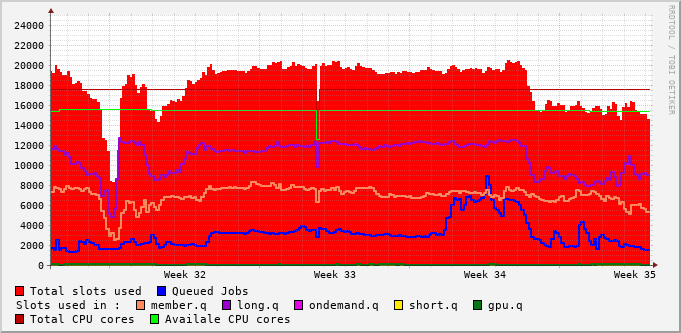 24000
22000
20000
18000
16000
14000
12000
10000
8000
6000
4000
2000
0
Week 32 Week 33 Week 34 Week 35
Total slots used Queued Jobs
Slots used in : member.q long.q ondemand.q short.q gpu.q
Total CPU cores Availale CPU cores
RRDTOOL / TOBI OETIKER